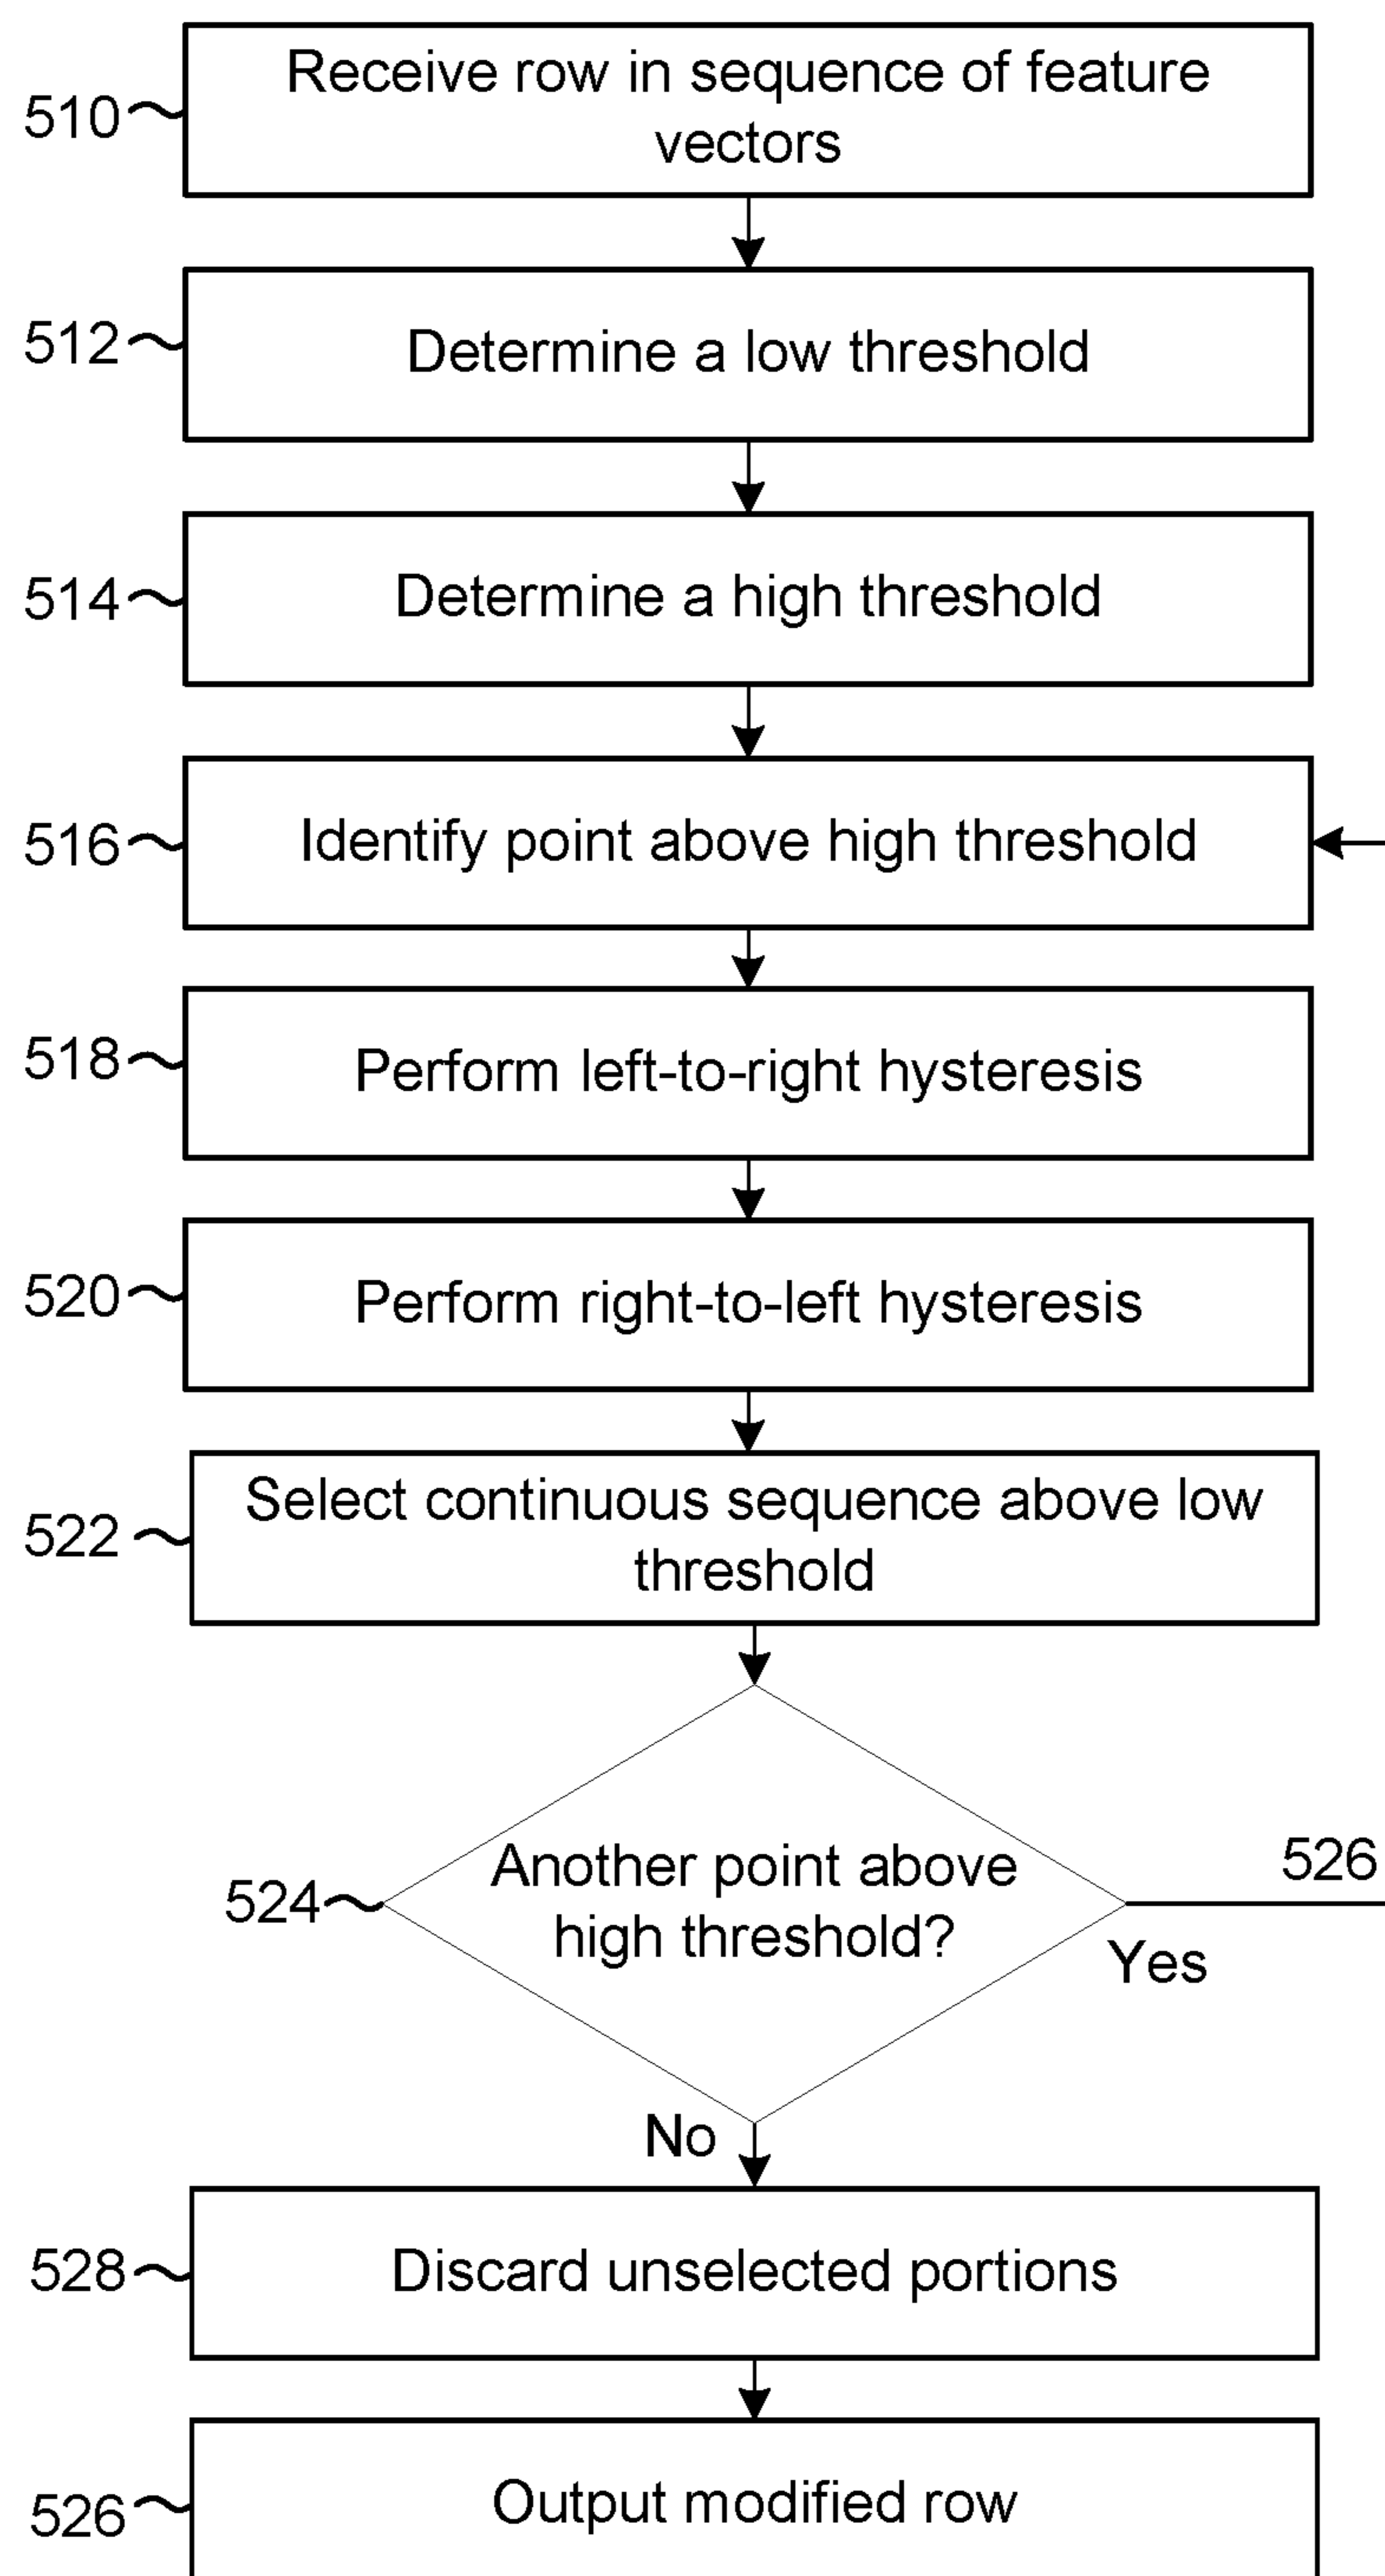 510
Receive row in sequence of feature
vectors
512
Determine a low threshold
514
Determine a high threshold
516
Identify point above high threshold
518
Perform left-to-right hysteresis
520
Perform right-to-left hysteresis
522
Select continuous sequence above low
threshold
524
Another point above
high threshold?
526
Yes
No
528
Discard unselected portions
526
Output modified row